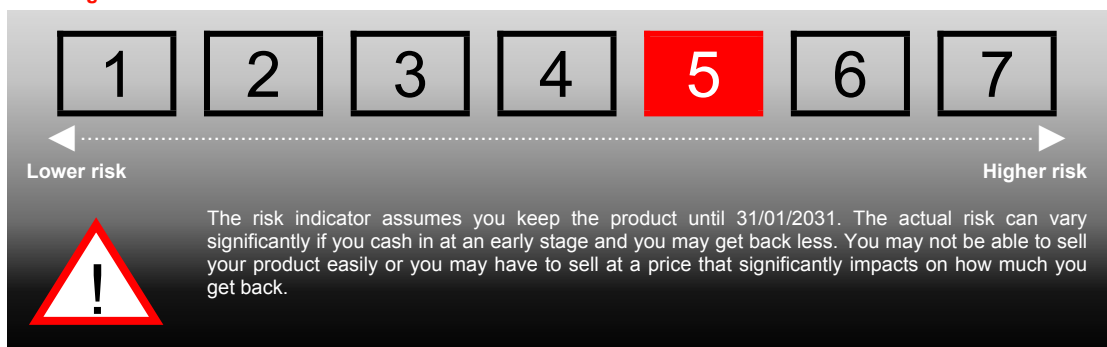 1 2 3 4 5 6 7
Lower risk Higher risk
The risk indicator assumes you keep the product until 31/01/2031. The actual risk can vary
significantly if you cash in at an early stage and you may get back less. You may not be able to sell
your product easily or you may have to sell at a price that significantly impacts on how much you
get back.
!